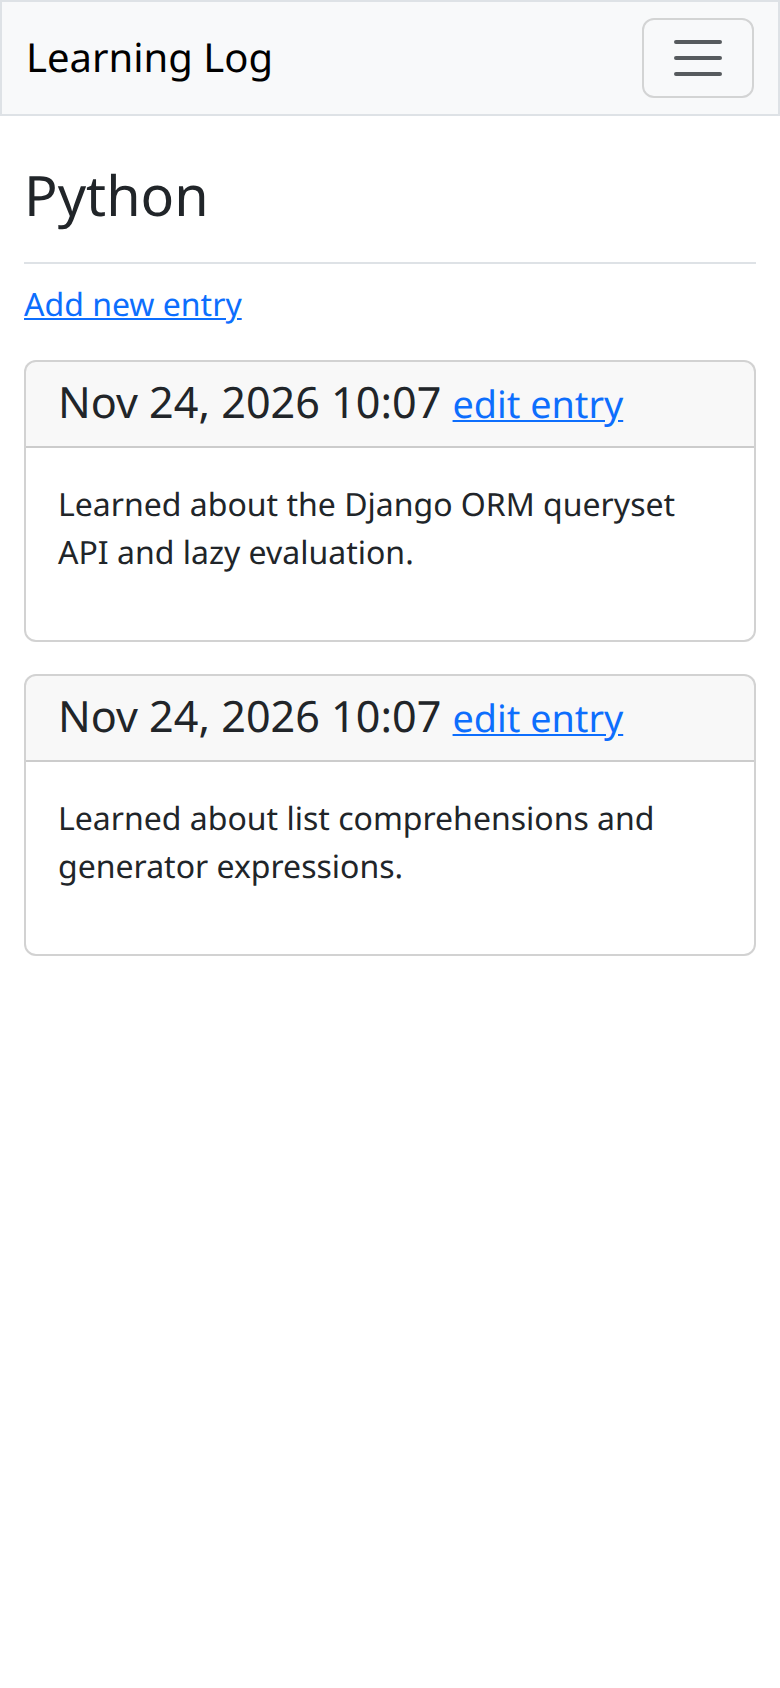 Learning Log
Python
Add new entry
Nov 24, 2026 10:07 edit entry
Learned about the Django ORM queryset
API and lazy evaluation.
Nov 24, 2026 10:07 edit entry
Learned about list comprehensions and
generator expressions.